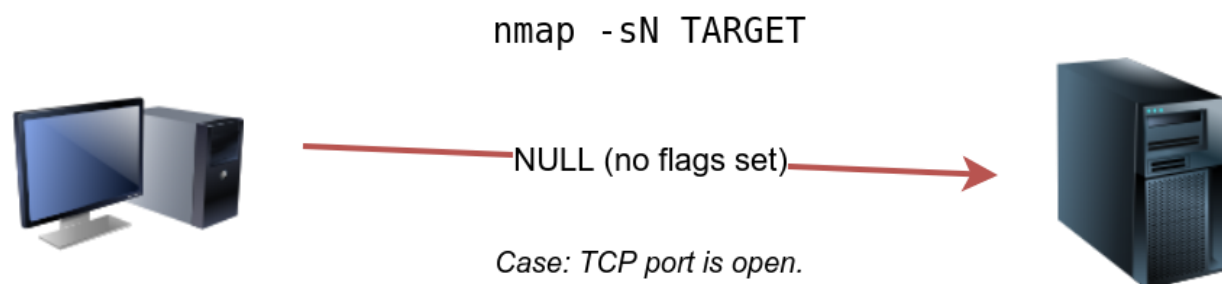 nmap -sN TARGET
NULL (no flags set)
Case: TCP port is open.